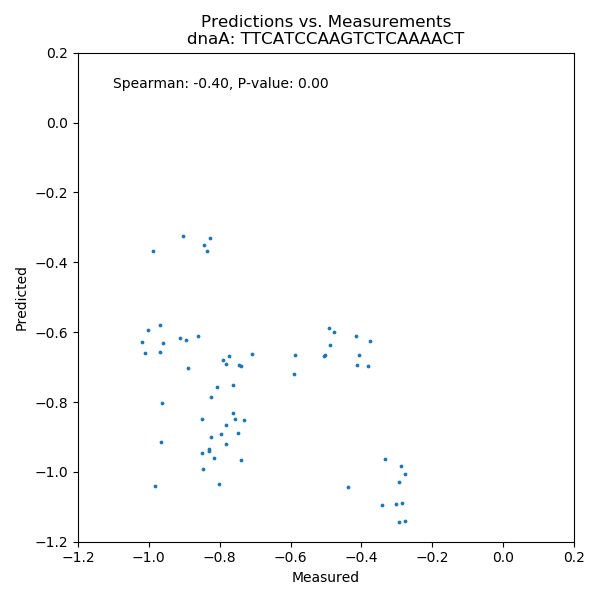 Predictions vs. Measurements
dnaA: TTCATCCAAGTCTCAAAACT
Spearman: -0.40, P-value: 0.00
0.2
0.0
−0.2
−0.4
−0.6
−0.8
−1.0
−1.2
Predicted
−1.2 −1.0 −0.8 −0.6 −0.4 −0.2 0.0 0.2
Measured